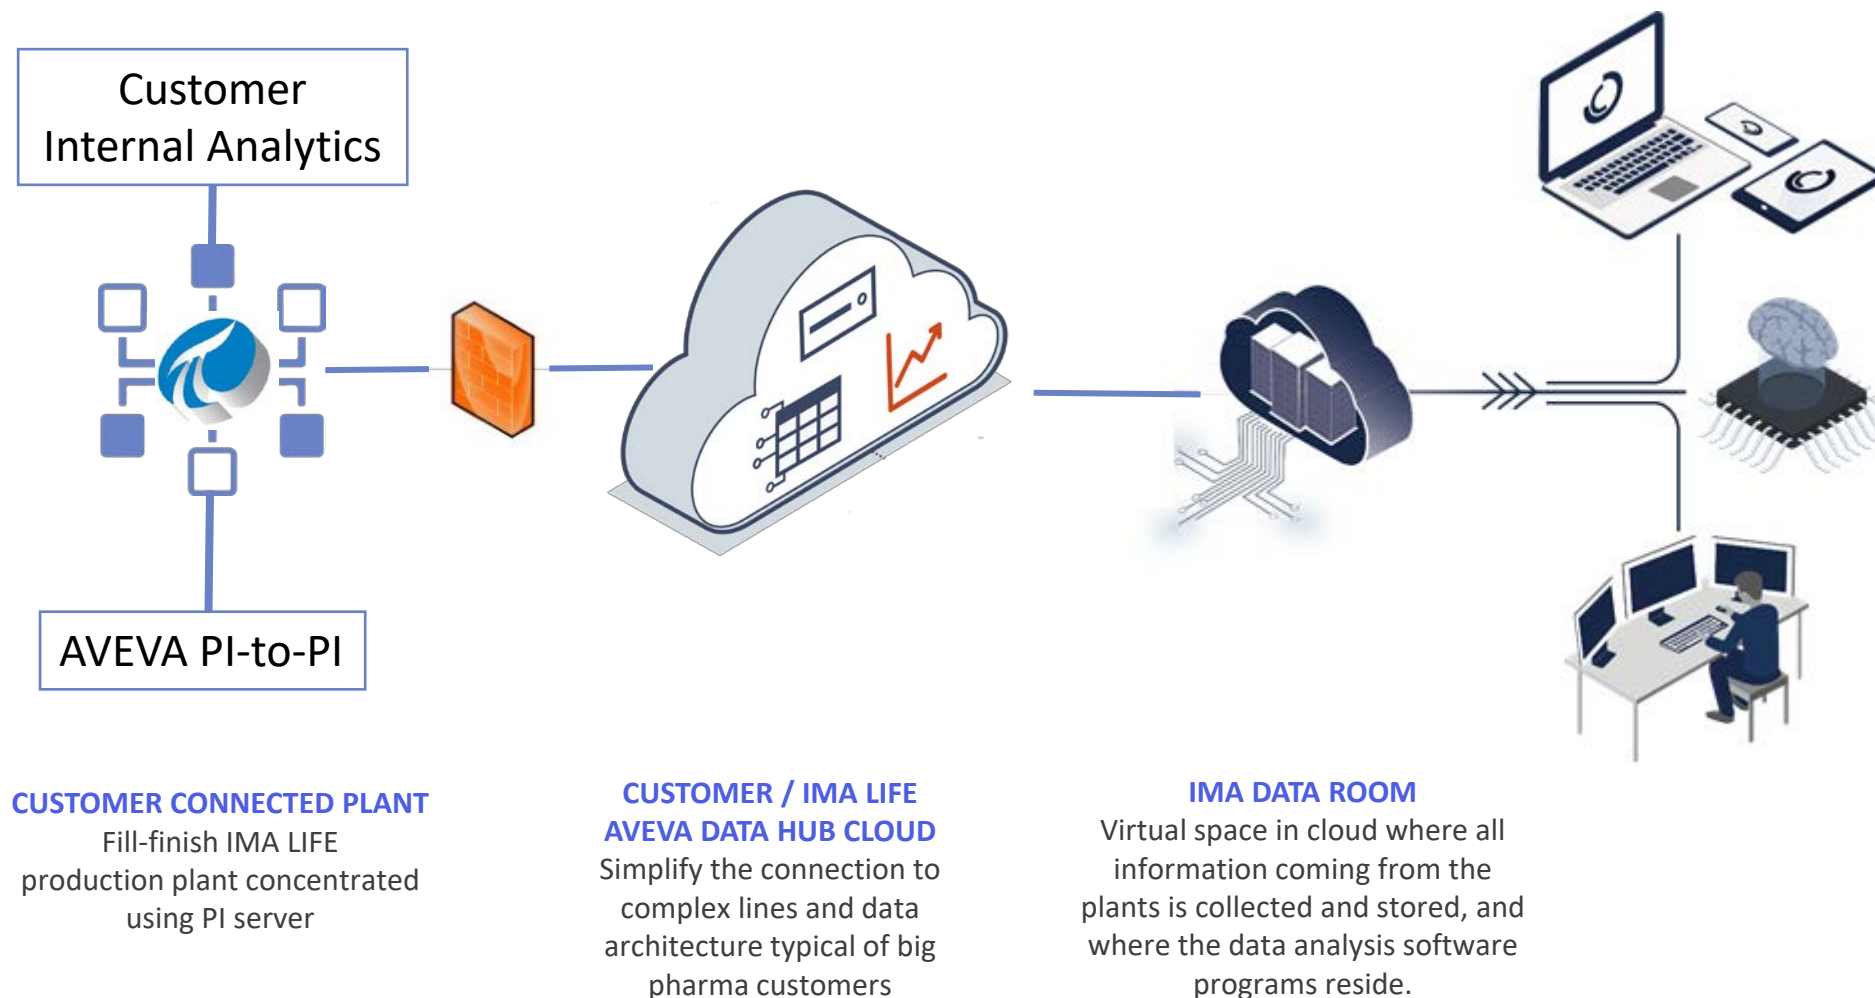 Customer
Internal Analytics
AVEVA PI-to-PI
CUSTOMER CONNECTED PLANT
Fill-finish IMA LIFE
production plant concentrated
using PI server
CUSTOMER / IMA LIFE
AVEVA DATA HUB CLOUD
Simplify the connection to
complex lines and data
architecture typical of big
pharma customers
IMA DATA ROOM
Virtual space in cloud where all
information coming from the
plants is collected and stored, and
where the data analysis software
programs reside.